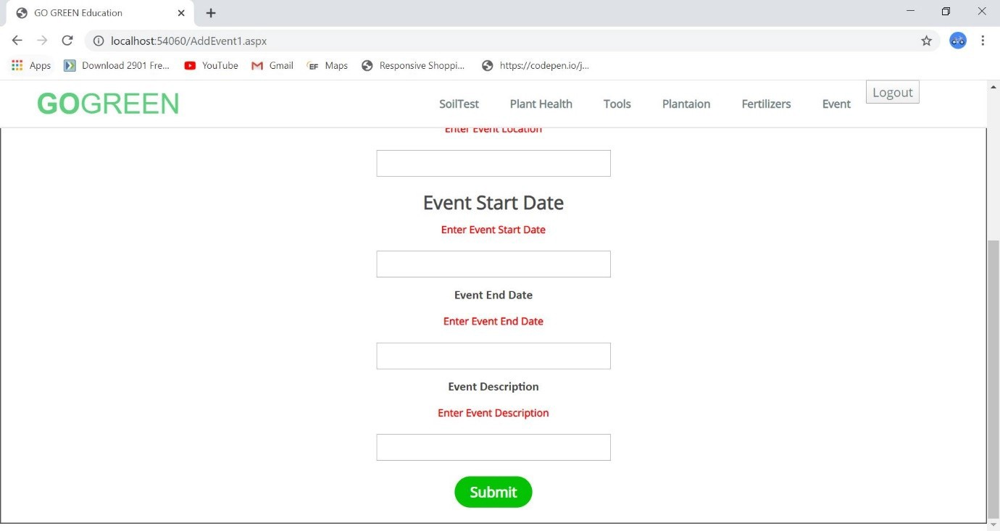 GO GREEN Education
localhost:54060/AddEvent1.aspx
Apps Download 2901 Fre... YouTube Gmail EF Maps Responsive Shoppi... https://codepen.io/j...
GOGREEN SoilTest Plant Health Tools Plantaion Fertilizers Event Logout
Enter Event Location
Event Start Date
Enter Event Start Date
Event End Date
Enter Event End Date
Event Description
Enter Event Description
Submit